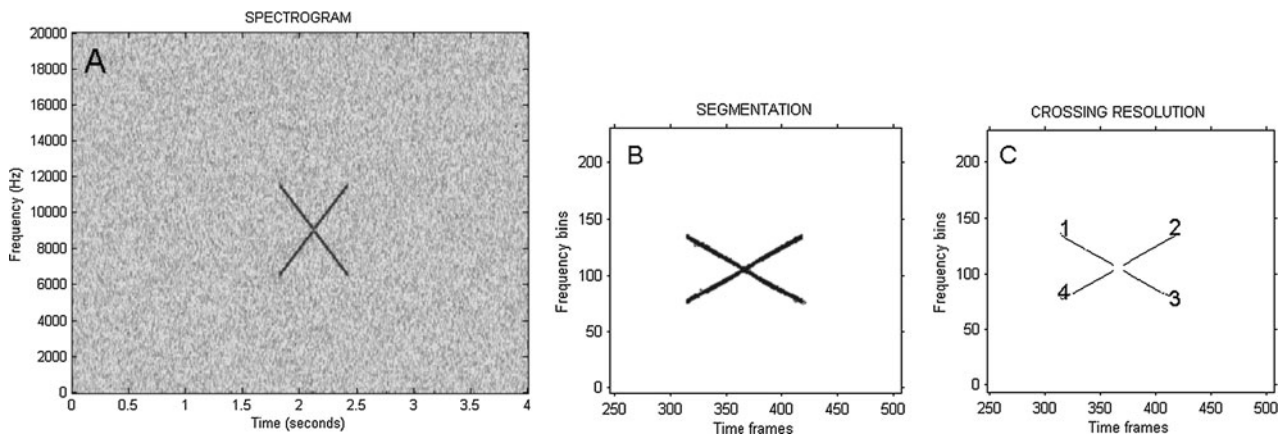 SPECTROGRAM
A
20000
18000
16000
14000
12000
10000
8000
6000
4000
2000
0
Frequency (Hz)
0 0.5 1 1.5 2 2.5 3 3.5 4
Time (seconds)
SEGMENTATION
B
200
150
100
50
0
Frequency bins
250 300 350 400 450 500
Time frames
CROSSING RESOLUTION
C
200
150
100
50
0
Frequency bins
1 2
4 3
250 300 350 400 450 500
Time frames